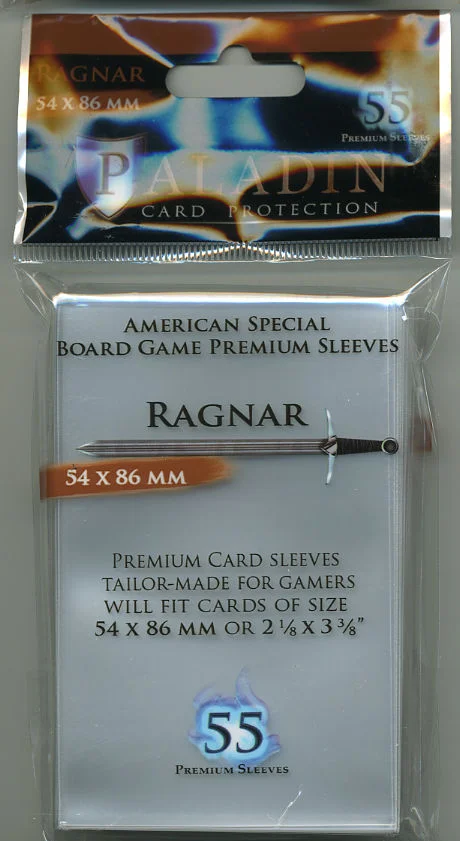 RAGNAR
54 X 86 MM
55
PREMIUM SLEEVES
PALADIN
CARD PROTECTION
AMERICAN SPECIAL
BOARD GAME PREMIUM SLEEVES
RAGNAR
54 X 86 MM
PREMIUM CARD SLEEVES
TAILOR-MADE FOR GAMERS
WILL FIT CARDS OF SIZE
54 X 86 MM OR 2 ⅛ X 3 ⅜”
55
PREMIUM SLEEVES